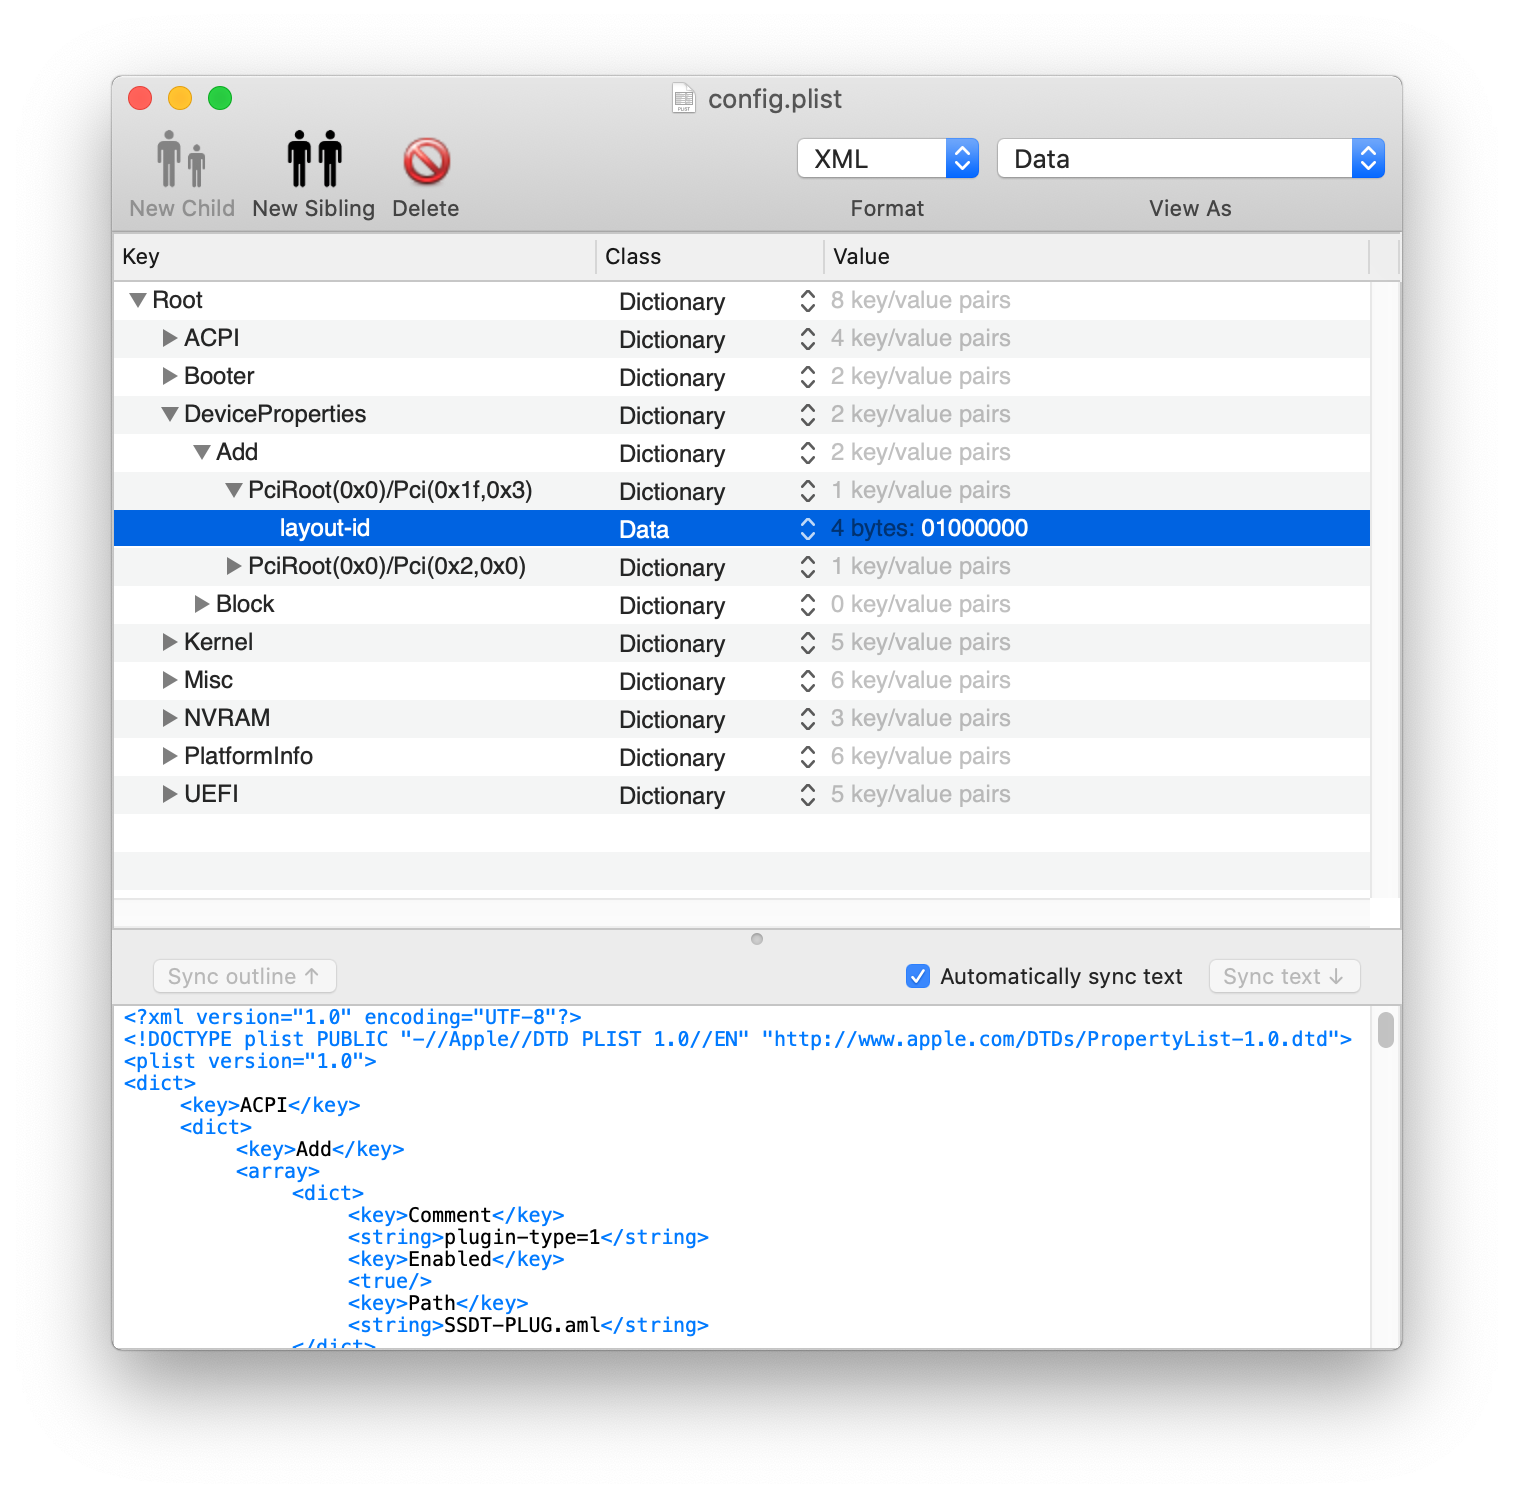 config.plist
New Child New Sibling Delete XML Format Data View As
Key Class Value
Root Dictionary 8 key/value pairs
ACPI Dictionary 4 key/value pairs
Booter Dictionary 2 key/value pairs
DeviceProperties Dictionary 2 key/value pairs
Add Dictionary 2 key/value pairs
PciRoot(0x0)/Pci(0x1f,0x3) Dictionary 1 key/value pairs
layout-id Data 4 bytes: 01000000
PciRoot(0x0)/Pci(0x2,0x0) Dictionary 1 key/value pairs
Block Dictionary 0 key/value pairs
Kernel Dictionary 5 key/value pairs
Misc Dictionary 6 key/value pairs
NVRAM Dictionary 3 key/value pairs
PlatformInfo Dictionary 6 key/value pairs
UEFI Dictionary 5 key/value pairs
Sync outline ↑ Automatically sync text Sync text ↓
<?xml version="1.0" encoding="UTF-8"?>
<!DOCTYPE plist PUBLIC "-//Apple//DTD PLIST 1.0//EN" "http://www.apple.com/DTDs/PropertyList-1.0.dtd">
<plist version="1.0">
<dict>
<key>ACPI</key>
<dict>
<key>Add</key>
<array>
<dict>
<key>Comment</key>
<string>plugin-type=1</string>
<key>Enabled</key>
<true/>
<key>Path</key>
<string>SSDT-PLUG.aml</string>
</dict>